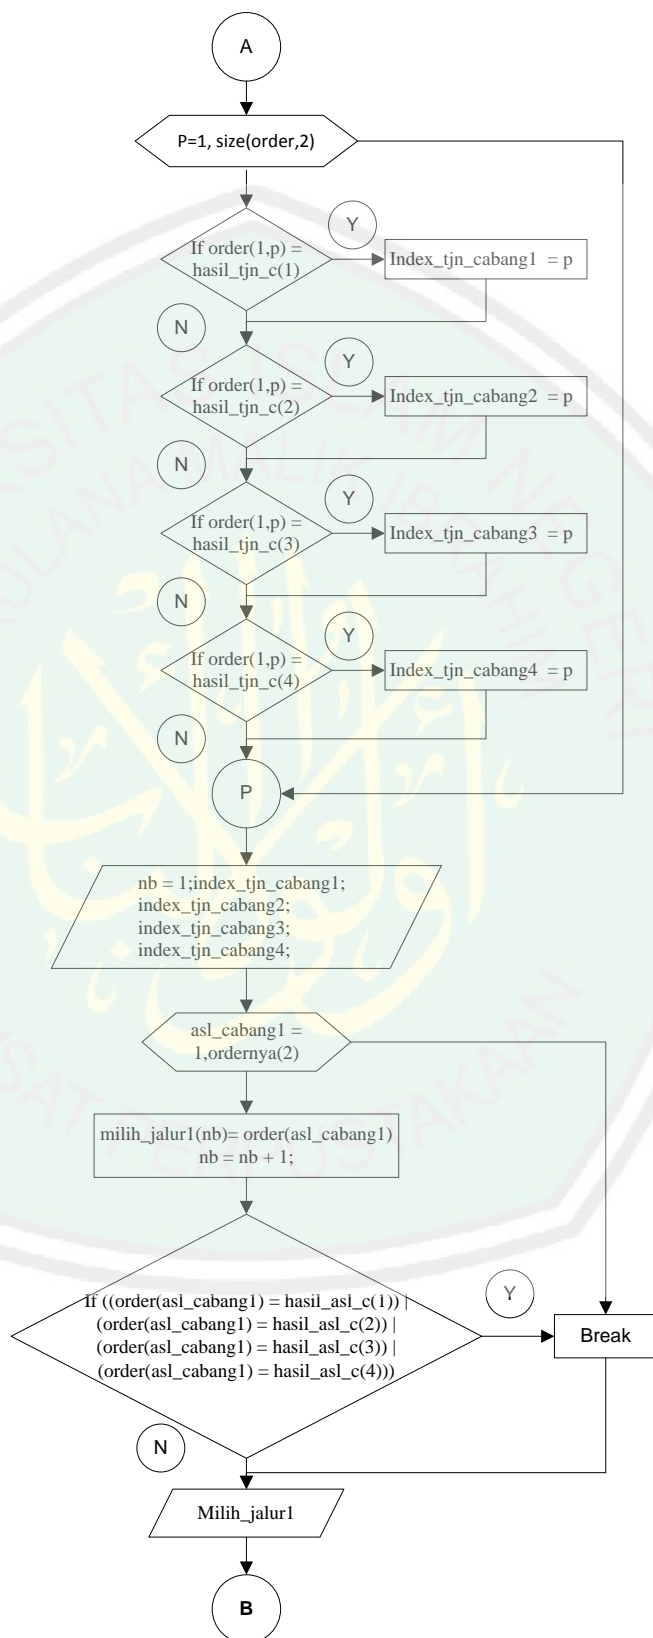 A
P=1, size(order,2)
Y
If order(1,p) =
hasil_tjn_c(1)
Index_tjn_cabang1 = p
N
Y
If order(1,p) =
hasil_tjn_c(2)
Index_tjn_cabang2 = p
N
Y
If order(1,p) =
hasil_tjn_c(3)
Index_tjn_cabang3 = p
N
Y
If order(1,p) =
hasil_tjn_c(4)
Index_tjn_cabang4 = p
N
P
nb = 1;index_tjn_cabang1;
index_tjn_cabang2;
index_tjn_cabang3;
index_tjn_cabang4;
asl_cabang1 =
1,ordernya(2)
milih_jalur1(nb)= order(asl_cabang1)
nb = nb + 1;
Y
If ((order(asl_cabang1) = hasil_asl_c(1)) |
(order(asl_cabang1) = hasil_asl_c(2)) |
(order(asl_cabang1) = hasil_asl_c(3)) |
(order(asl_cabang1) = hasil_asl_c(4)))
Break
N
Milih_jalur1
B